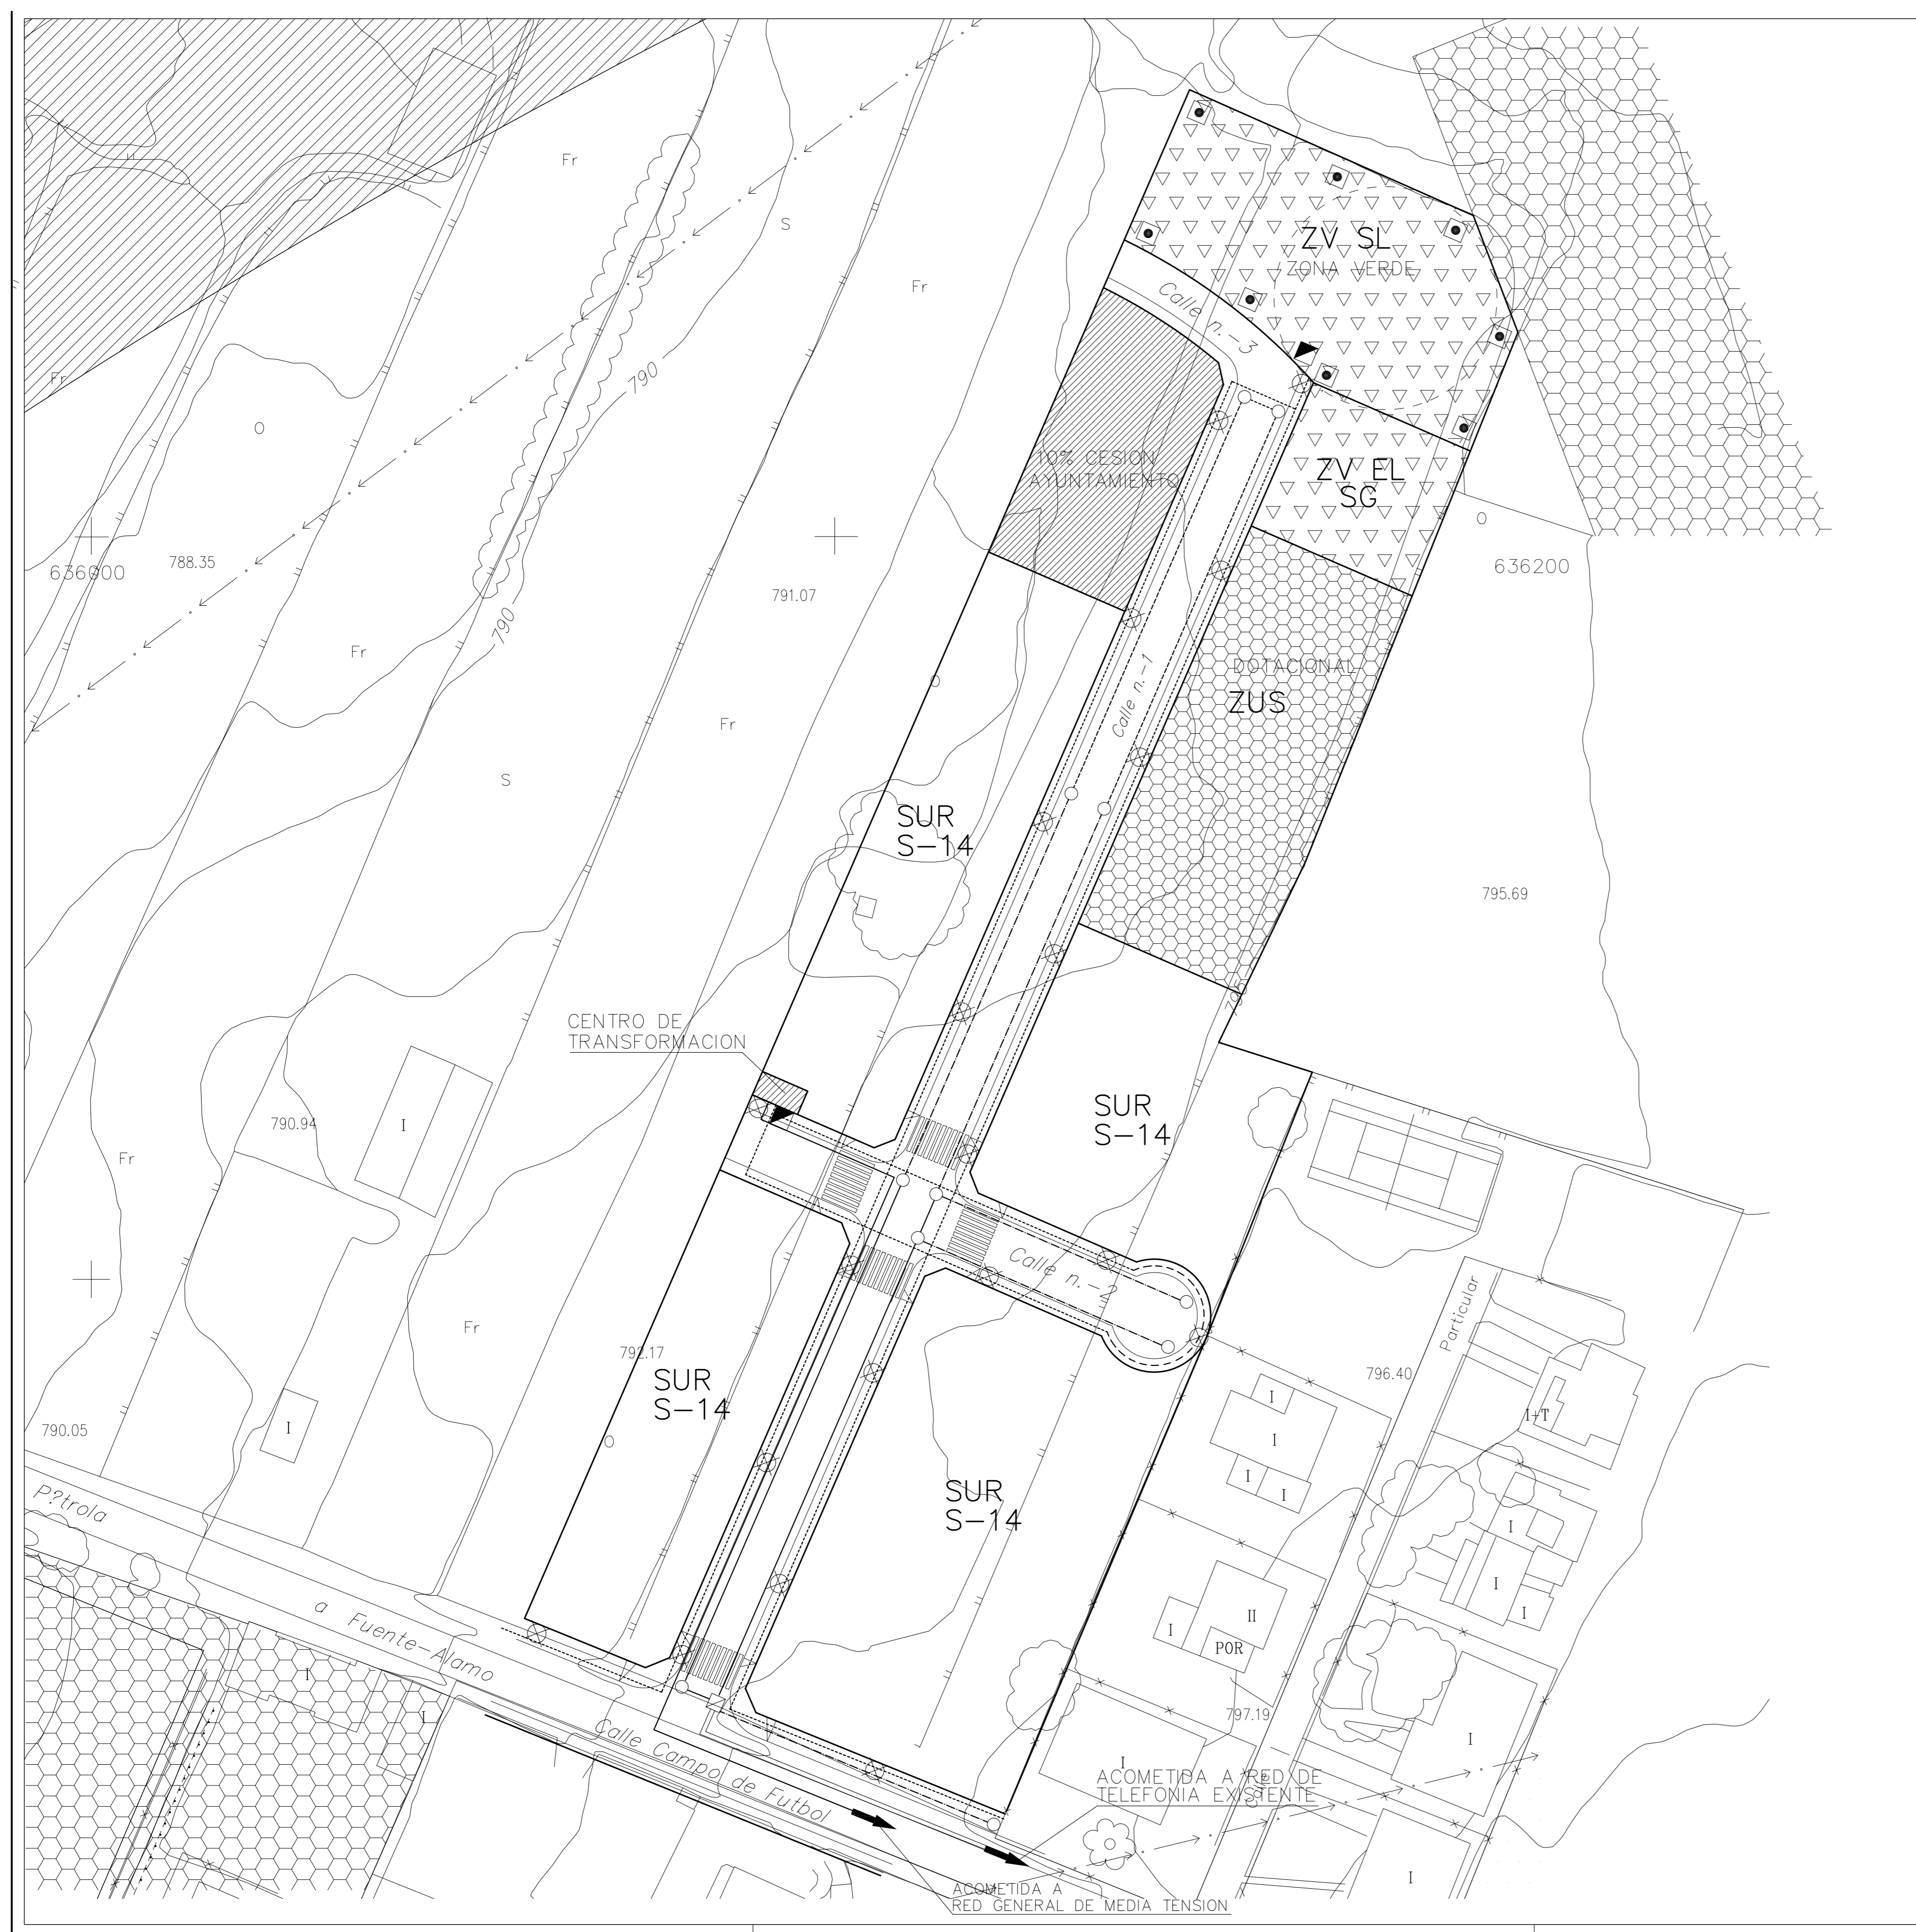 Fr
S
Fr
ZV SL
ZONA VERDE
Calle n.-3
790
Fr
O
10% CESION
AYUNTAMIENTO
ZV EL
SG
O
636000
788.35
636200
791.07
790
Fr
DOTACIONAL
ZUS
Calle n.-1
O
Fr
S
SUR
S-14
795.69
795
CENTRO DE
TRANSFORMACION
SUR
S-14
790.94
I
Fr
Calle n.-2
Particular
Fr
792.17
SUR
S-14
796.40
I
I+T
790.05
I
O
I
I
I
SUR
S-14
P?trola
I
I
II
I
POR
I
a Fuente-Alamo
I
I
797.19
I
Calle Campo de Futbol
I
ACOMETIDA A RED DE
TELEFONIA EXISTENTE
I
ACOMETIDA A
RED GENERAL DE MEDIA TENSION